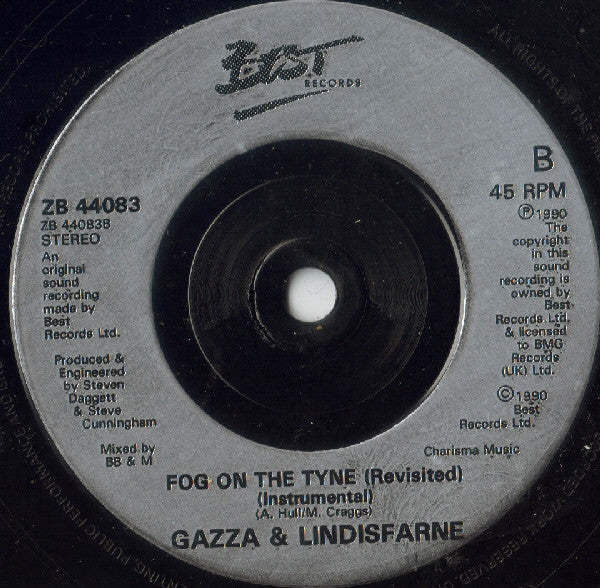 BEST
RECORDS
B
45 RPM
ZB 44083
ZB 44083B
STEREO
An
original
sound
recording
made by
Best
Records Ltd.
Produced &
Engineered
by Steven
Daggett
& Steve
Cunningham
Mixed by
BB & M
℗1990
The
copyright
in this
sound
recording is
owned by
Best
Records Ltd.
& licensed
to BMG
Records
(UK) Ltd.
©1990
Best
Records Ltd.
Charisma Music
FOG ON THE TYNE (Revisited)
(Instrumental)
(A. Hull/M. Craggs)
GAZZA & LINDISFARNE